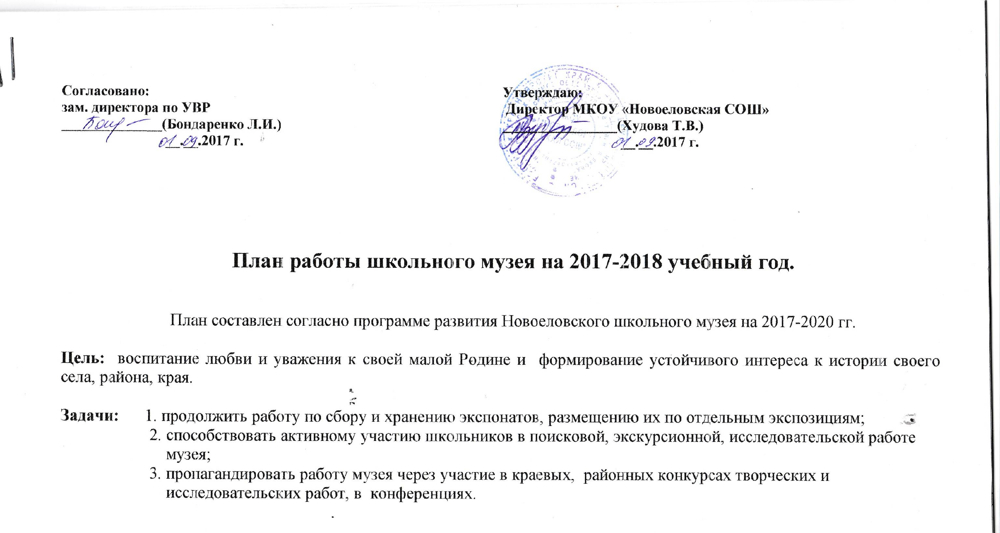 Согласовано:
зам. директора по УВР
(Бондаренко Л.И.)
01.09.2017 г.
Утверждаю:
Директор МКОУ «Новоеловская СОШ»
(Худова Т.В.)
01.09.2017 г.
КРАЙ
СОШ"
План работы школьного музея на 2017-2018 учебный год.
План составлен согласно программе развития Новоеловского школьного музея на 2017-2020 гг.
Цель: воспитание любви и уважения к своей малой Родине и формирование устойчивого интереса к истории своего
села, района, края.
Задачи: 1. продолжить работу по сбору и хранению экспонатов, размещению их по отдельным экспозициям;
2. способствовать активному участию школьников в поисковой, экскурсионной, исследовательской работе
музея;
3. пропагандировать работу музея через участие в краевых, районных конкурсах творческих и
исследовательских работ, в конференциях.